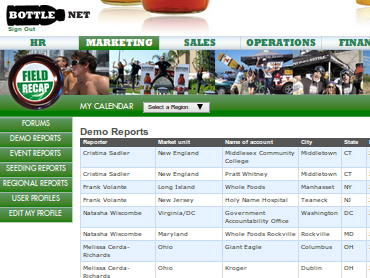 BOTTLE NET
Sign Out
HR MARKETING SALES OPERATIONS FINAN
FIELD
RECAP
MY CALENDAR Select a Region
FORUMS
DEMO REPORTS
EVENT REPORTS
SEEDING REPORTS
REGIONAL REPORTS
USER PROFILES
EDIT MY PROFILE
Demo Reports
Reporter Market unit Name of account City State
Cristina Sadler New England Middlesex Community College Middletown CT
Cristina Sadler New England Pratt Whitney Middletown CT
Frank Volante Long Island Whole Foods Manhasset NY
Frank Volante New Jersey Holy Name Hospital Teaneck NJ
Natasha Wiscombe Virginia/DC Government Accountability Office Washington DC
Natasha Wiscombe Maryland Whole Foods Rockville Rockville MD
Melissa Cerda-Richards Ohio Giant Eagle Columbus OH
Melissa Cerda-Richards Ohio Kroger Dublin OH